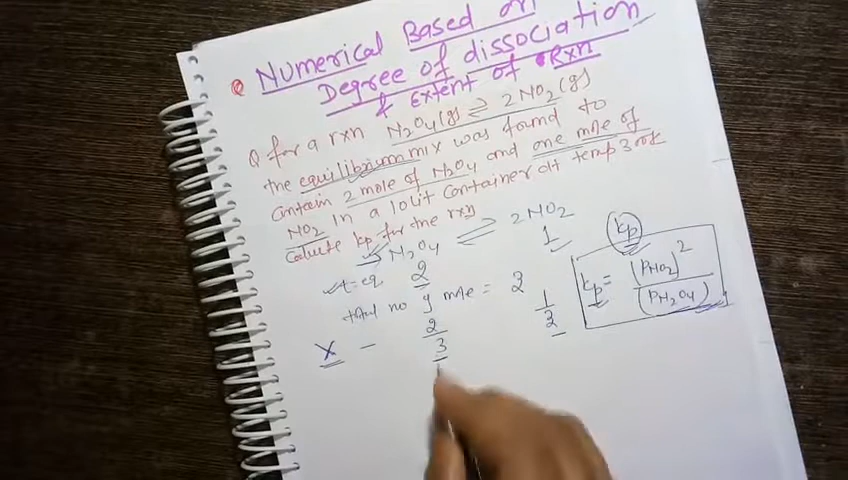 Q Numerical Based on
Degree of dissociation
& Extent of Rxn
Q for a rxn N2O4(g) ⇌ 2NO2(g)
the equilibrium mix was found to
Contain 2 mole of N2O4 and one mole of
NO2 in a 10 lit Container at temp 300k
Calculate kp for the rxn
N2O4 ⇌ 2NO2
t=eq 2 1
total no of mole = 3
X – 2/3 1/3
kp
kp = (PNO2)^2 / (PN2O4)